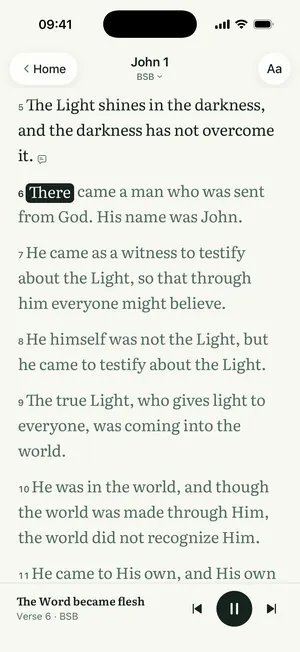 09:41
Home
John 1
BSB
Aa
5 The Light shines in the darkness,
and the darkness has not overcome
it.
6 There came a man who was sent
from God. His name was John.
7 He came as a witness to testify
about the Light, so that through
him everyone might believe.
8 He himself was not the Light, but
he came to testify about the Light.
9 The true Light, who gives light to
everyone, was coming into the
world.
10 He was in the world, and though
the world was made through Him,
the world did not recognize Him.
11 He came to His own, and His own
The Word became flesh
Verse 6 · BSB